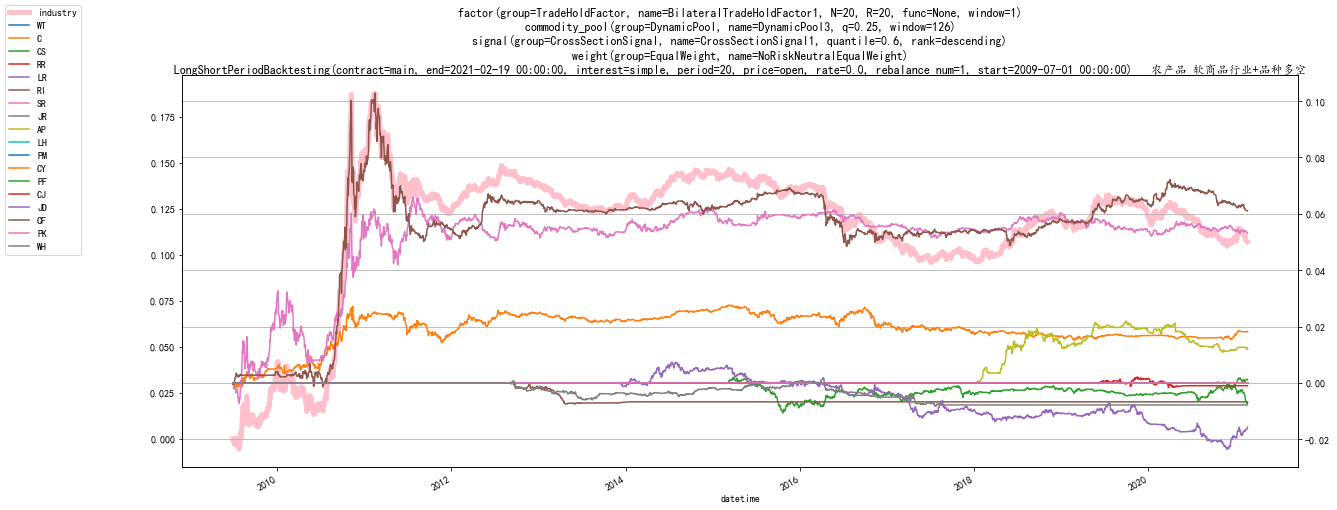 factor(group=TradeHoldFactor, name=BilateralTradeHoldFactor1, N=20, R=20, func=None, window=1)
commodity_pool(group=DynamicPool, name=DynamicPool3, q=0.25, window=126)
signal(group=CrossSectionSignal, name=CrossSectionSignal1, quantile=0.6, rank=descending)
weight(group=EqualWeight, name=NoRiskNeutralEqualWeight)
LongShortPeriodBacktesting(contract=main, end=2021-02-19 00:00:00, interest=simple, period=20, price=open, rate=0.0, rebalance_num=1, start=2009-07-01 00:00:00) 农产品 软商品行业+品种多空
industry
WT
C
CS
RR
LR
RI
SR
JR
AP
LH
PM
CY
PF
CJ
JD
CF
PK
WH
0.175
0.150
0.125
0.100
0.075
0.050
0.025
0.000
0.10
0.08
0.06
0.04
0.02
0.00
-0.02
2010
2012
2014
2016
2018
2020
datetime